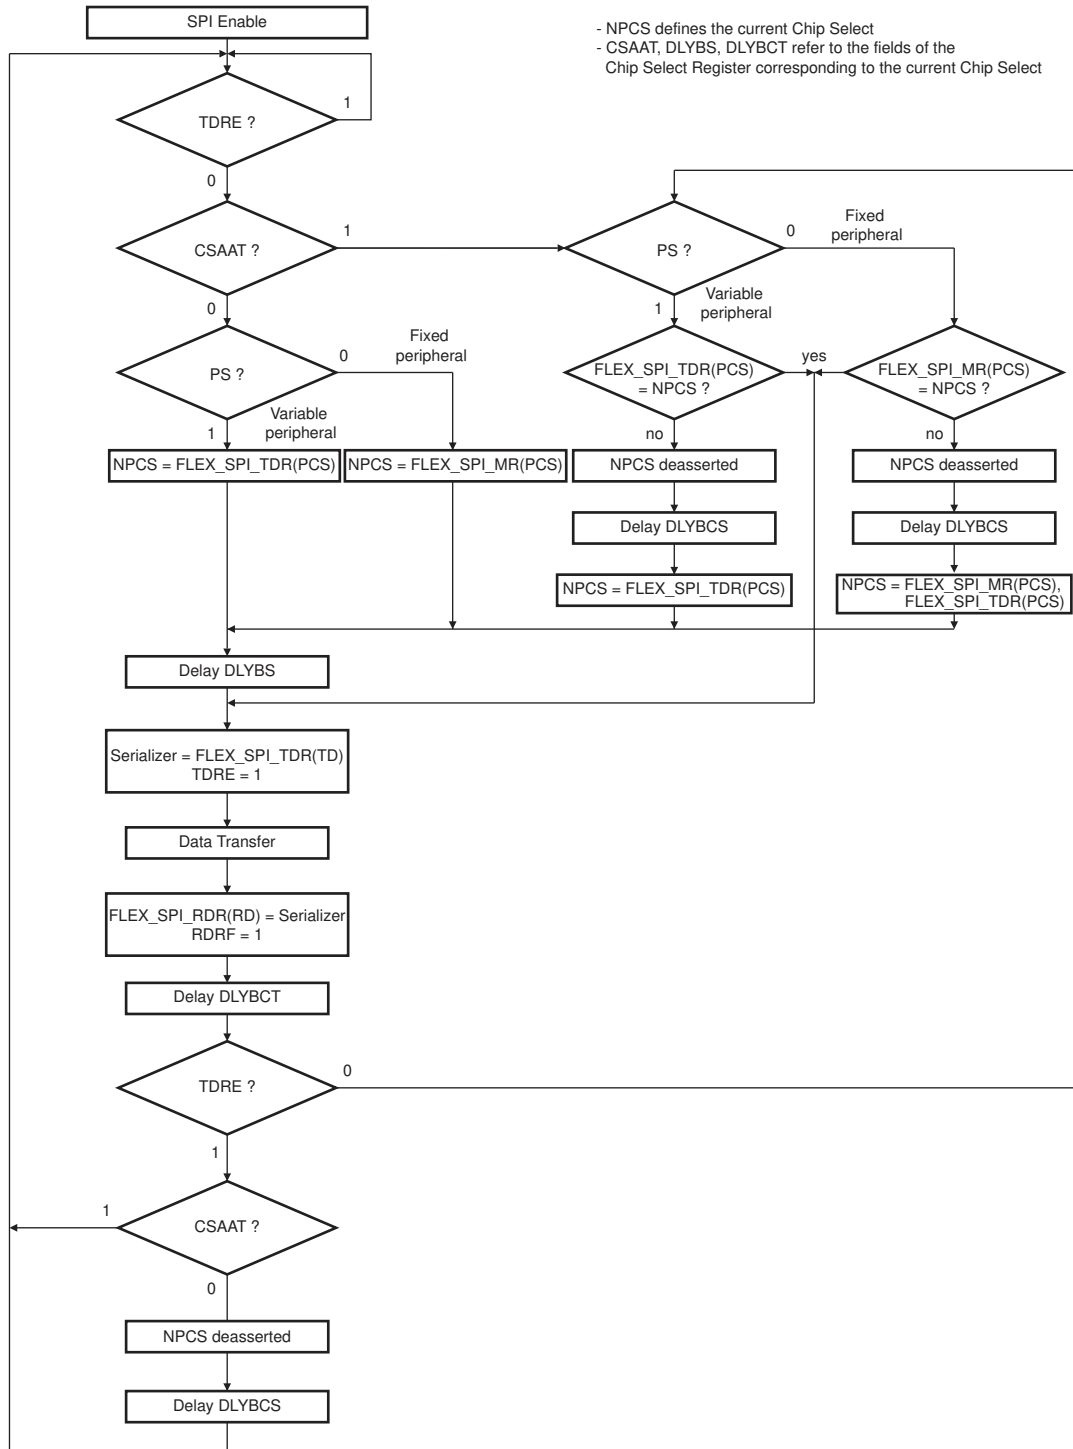 SPI Enable
- NPCS defines the current Chip Select
- CSAAT, DLYBS, DLYBCT refer to the fields of the
Chip Select Register corresponding to the current Chip Select
TDRE ?
1
0
CSAAT ?
1
PS ?
0
Fixed
peripheral
0
1
Variable
peripheral
PS ?
0
Fixed
peripheral
FLEX_SPI_TDR(PCS)
= NPCS ?
yes
FLEX_SPI_MR(PCS)
= NPCS ?
1
Variable
peripheral
no
no
NPCS = FLEX_SPI_TDR(PCS)
NPCS = FLEX_SPI_MR(PCS)
NPCS deasserted
NPCS deasserted
Delay DLYBCS
Delay DLYBCS
NPCS = FLEX_SPI_TDR(PCS)
NPCS = FLEX_SPI_MR(PCS),
FLEX_SPI_TDR(PCS)
Delay DLYBS
Serializer = FLEX_SPI_TDR(TD)
TDRE = 1
Data Transfer
FLEX_SPI_RDR(RD) = Serializer
RDRF = 1
Delay DLYBCT
TDRE ?
0
1
CSAAT ?
1
0
NPCS deasserted
Delay DLYBCS